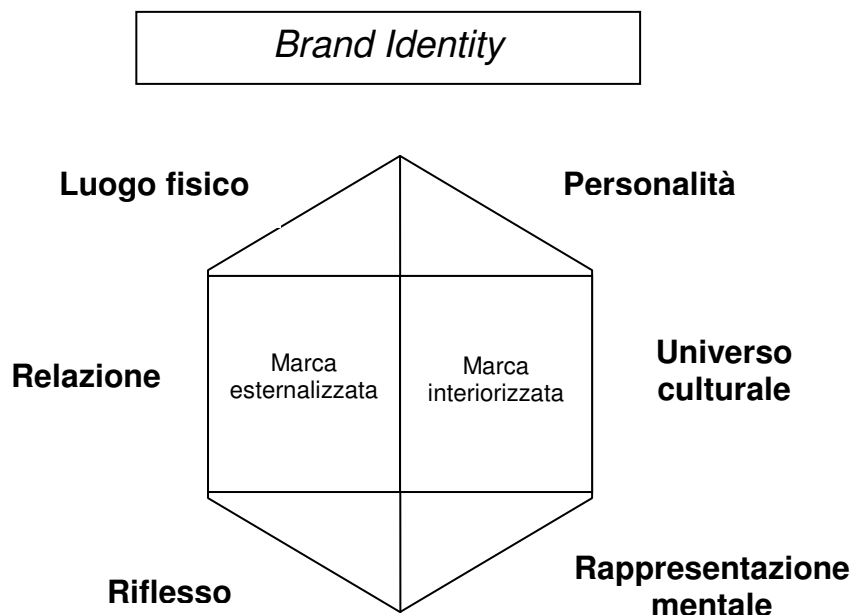 Brand Identity
Luogo fisico
Personalità
Relazione
Marca
esternalizzata
Marca
interiorizzata
Universo
culturale
Riflesso
Rappresentazione
mentale